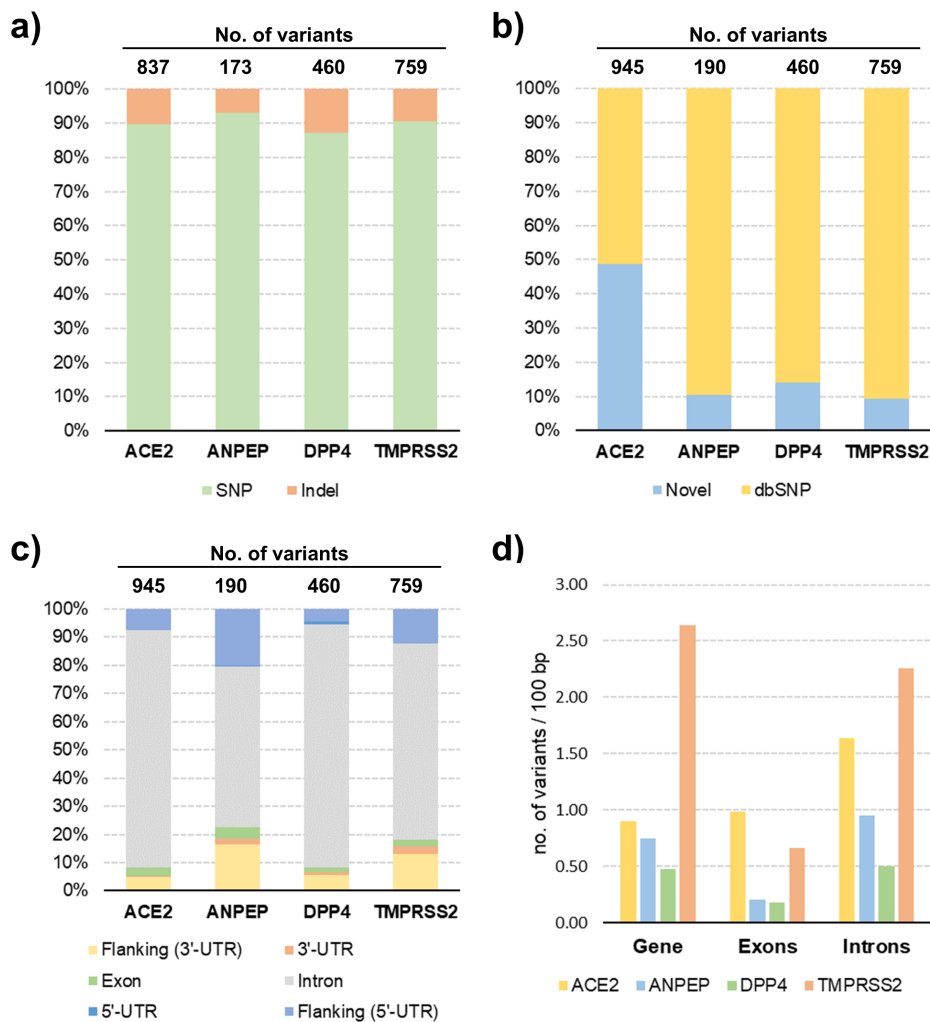 a)
No. of variants
837 173 460 759
100%
90%
80%
70%
60%
50%
40%
30%
20%
10%
0%
ACE2 ANPEP DPP4 TMPRSS2
SNP Indel
b)
No. of variants
945 190 460 759
100%
90%
80%
70%
60%
50%
40%
30%
20%
10%
0%
ACE2 ANPEP DPP4 TMPRSS2
Novel dbSNP
c)
No. of variants
945 190 460 759
100%
90%
80%
70%
60%
50%
40%
30%
20%
10%
0%
ACE2 ANPEP DPP4 TMPRSS2
Flanking (3'-UTR) 3'-UTR
Exon Intron
5'-UTR Flanking (5'-UTR)
d)
no. of variants / 100 bp
3.00
2.50
2.00
1.50
1.00
0.50
0.00
Gene Exons Introns
ACE2 ANPEP DPP4 TMPRSS2